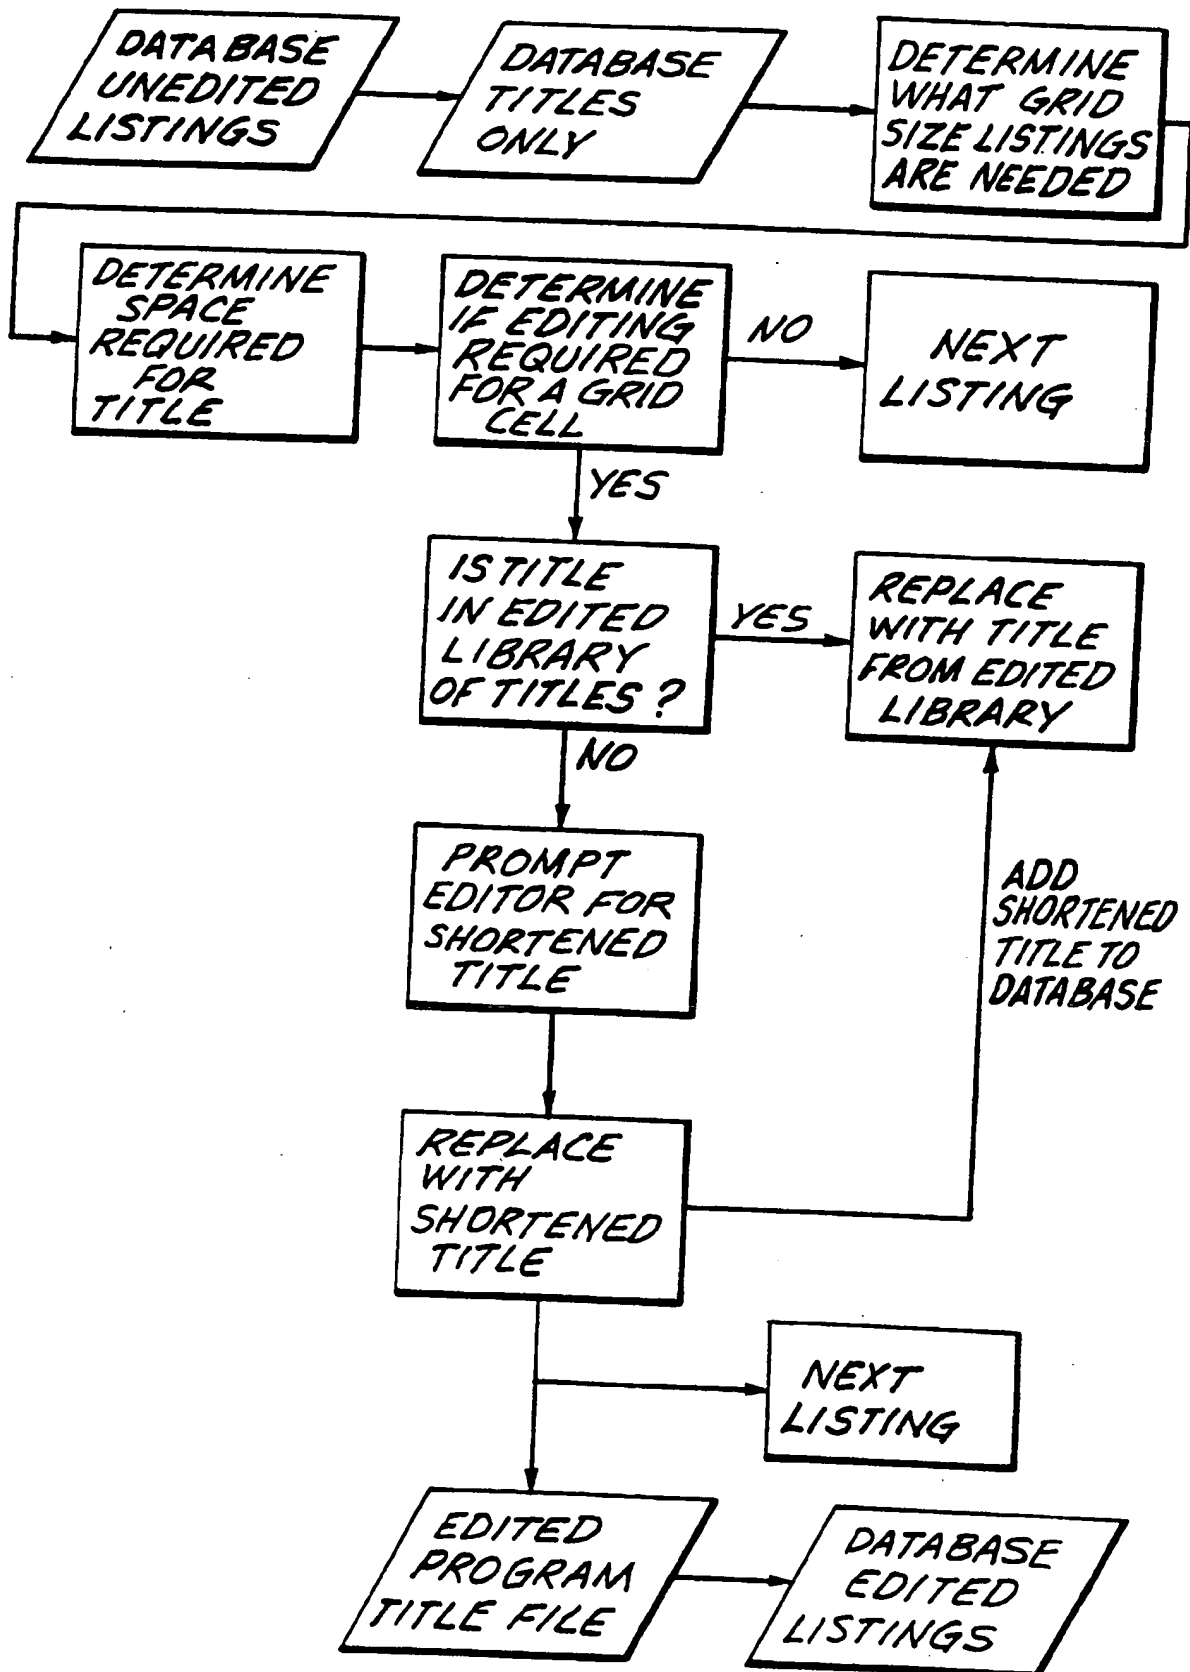 DATABASE
UNEDITED
LISTINGS
DATABASE
TITLES
ONLY
DETERMINE
WHAT GRID
SIZE LISTINGS
ARE NEEDED
DETERMINE
SPACE
REQUIRED
FOR
TITLE
DETERMINE
IF EDITING
REQUIRED
FOR A GRID
CELL
NO
NEXT
LISTING
YES
IS TITLE
IN EDITED
LIBRARY
OF TITLES ?
YES
REPLACE
WITH TITLE
FROM EDITED
LIBRARY
NO
PROMPT
EDITOR FOR
SHORTENED
TITLE
ADD
SHORTENED
TITLE TO
DATABASE
REPLACE
WITH
SHORTENED
TITLE
NEXT
LISTING
EDITED
PROGRAM
TITLE FILE
DATABASE
EDITED
LISTINGS